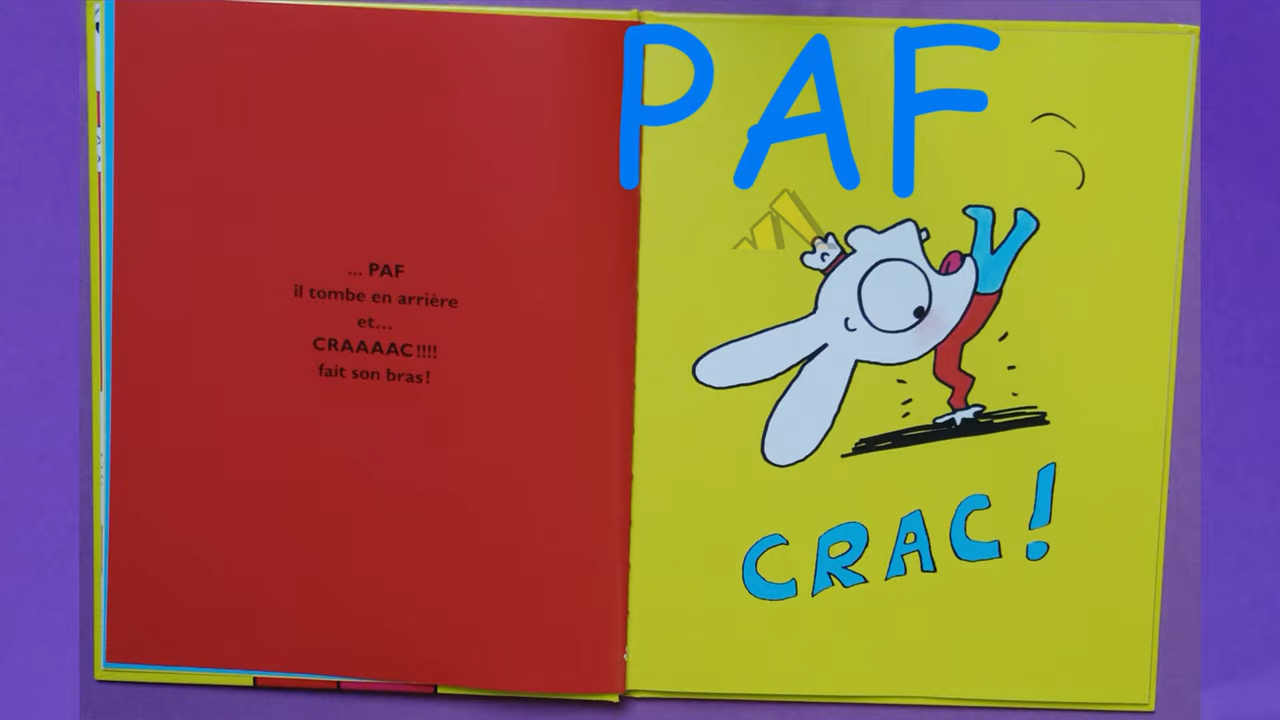 PAF
... PAF
il tombe en arrière
et...
CRAAAAC!!!!
fait son bras!
CRAC!